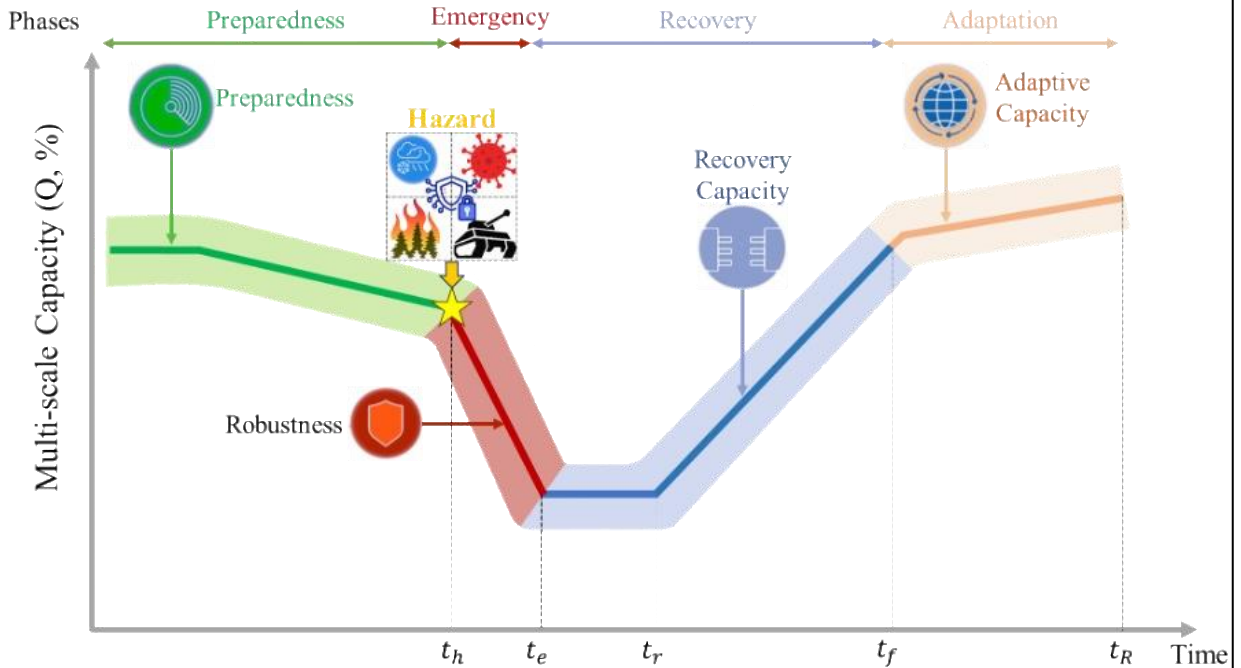 Phases
Preparedness
Emergency
Recovery
Adaptation
Preparedness
Hazard
Adaptive
Capacity
Recovery
Capacity
Robustness
Multi-scale Capacity (Q, %)
t_h
t_e
t_r
t_f
t_R
Time